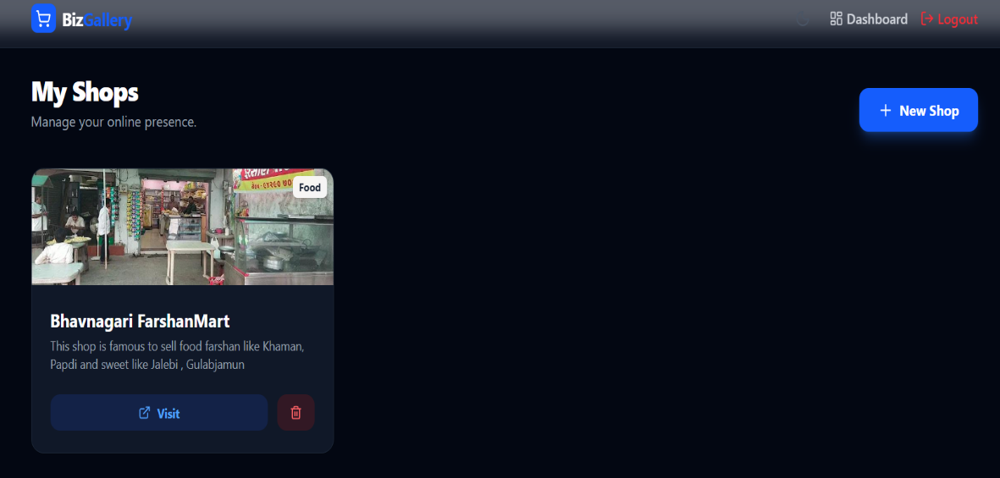 BizGallery
Dashboard
Logout
My Shops
Manage your online presence.
New Shop
Food
Bhavnagari FarshanMart
This shop is famous to sell food farshan like Khaman,
Papdi and sweet like Jalebi , Gulabjamun
Visit